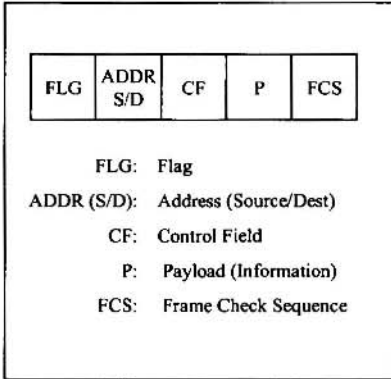 FLG ADDR S/D CF P FCS
FLG: Flag
ADDR (S/D): Address (Source/Dest)
CF: Control Field
P: Payload (Information)
FCS: Frame Check Sequence